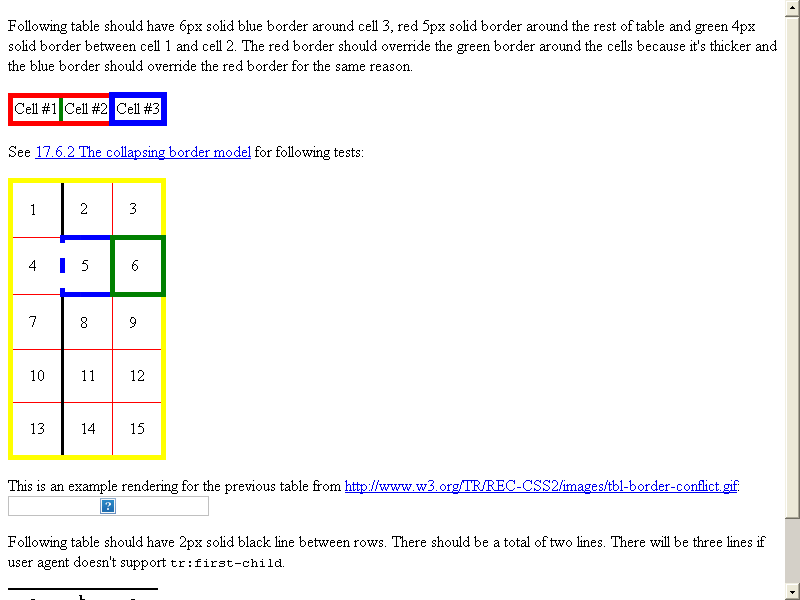 Following table should have 6px solid blue border around cell 3, red 5px solid border around the rest of table and green 4px
solid border between cell 1 and cell 2. The red border should override the green border around the cells because it's thicker and
the blue border should override the red border for the same reason.
Cell #1 Cell #2 Cell #3
See 17.6.2 The collapsing border model for following tests:
1 2 3
4 5 6
7 8 9
10 11 12
13 14 15
This is an example rendering for the previous table from http://www.w3.org/TR/REC-CSS2/images/tbl-border-conflict.gif:
Following table should have 2px solid black line between rows. There should be a total of two lines. There will be three lines if
user agent doesn't support tr:first-child.